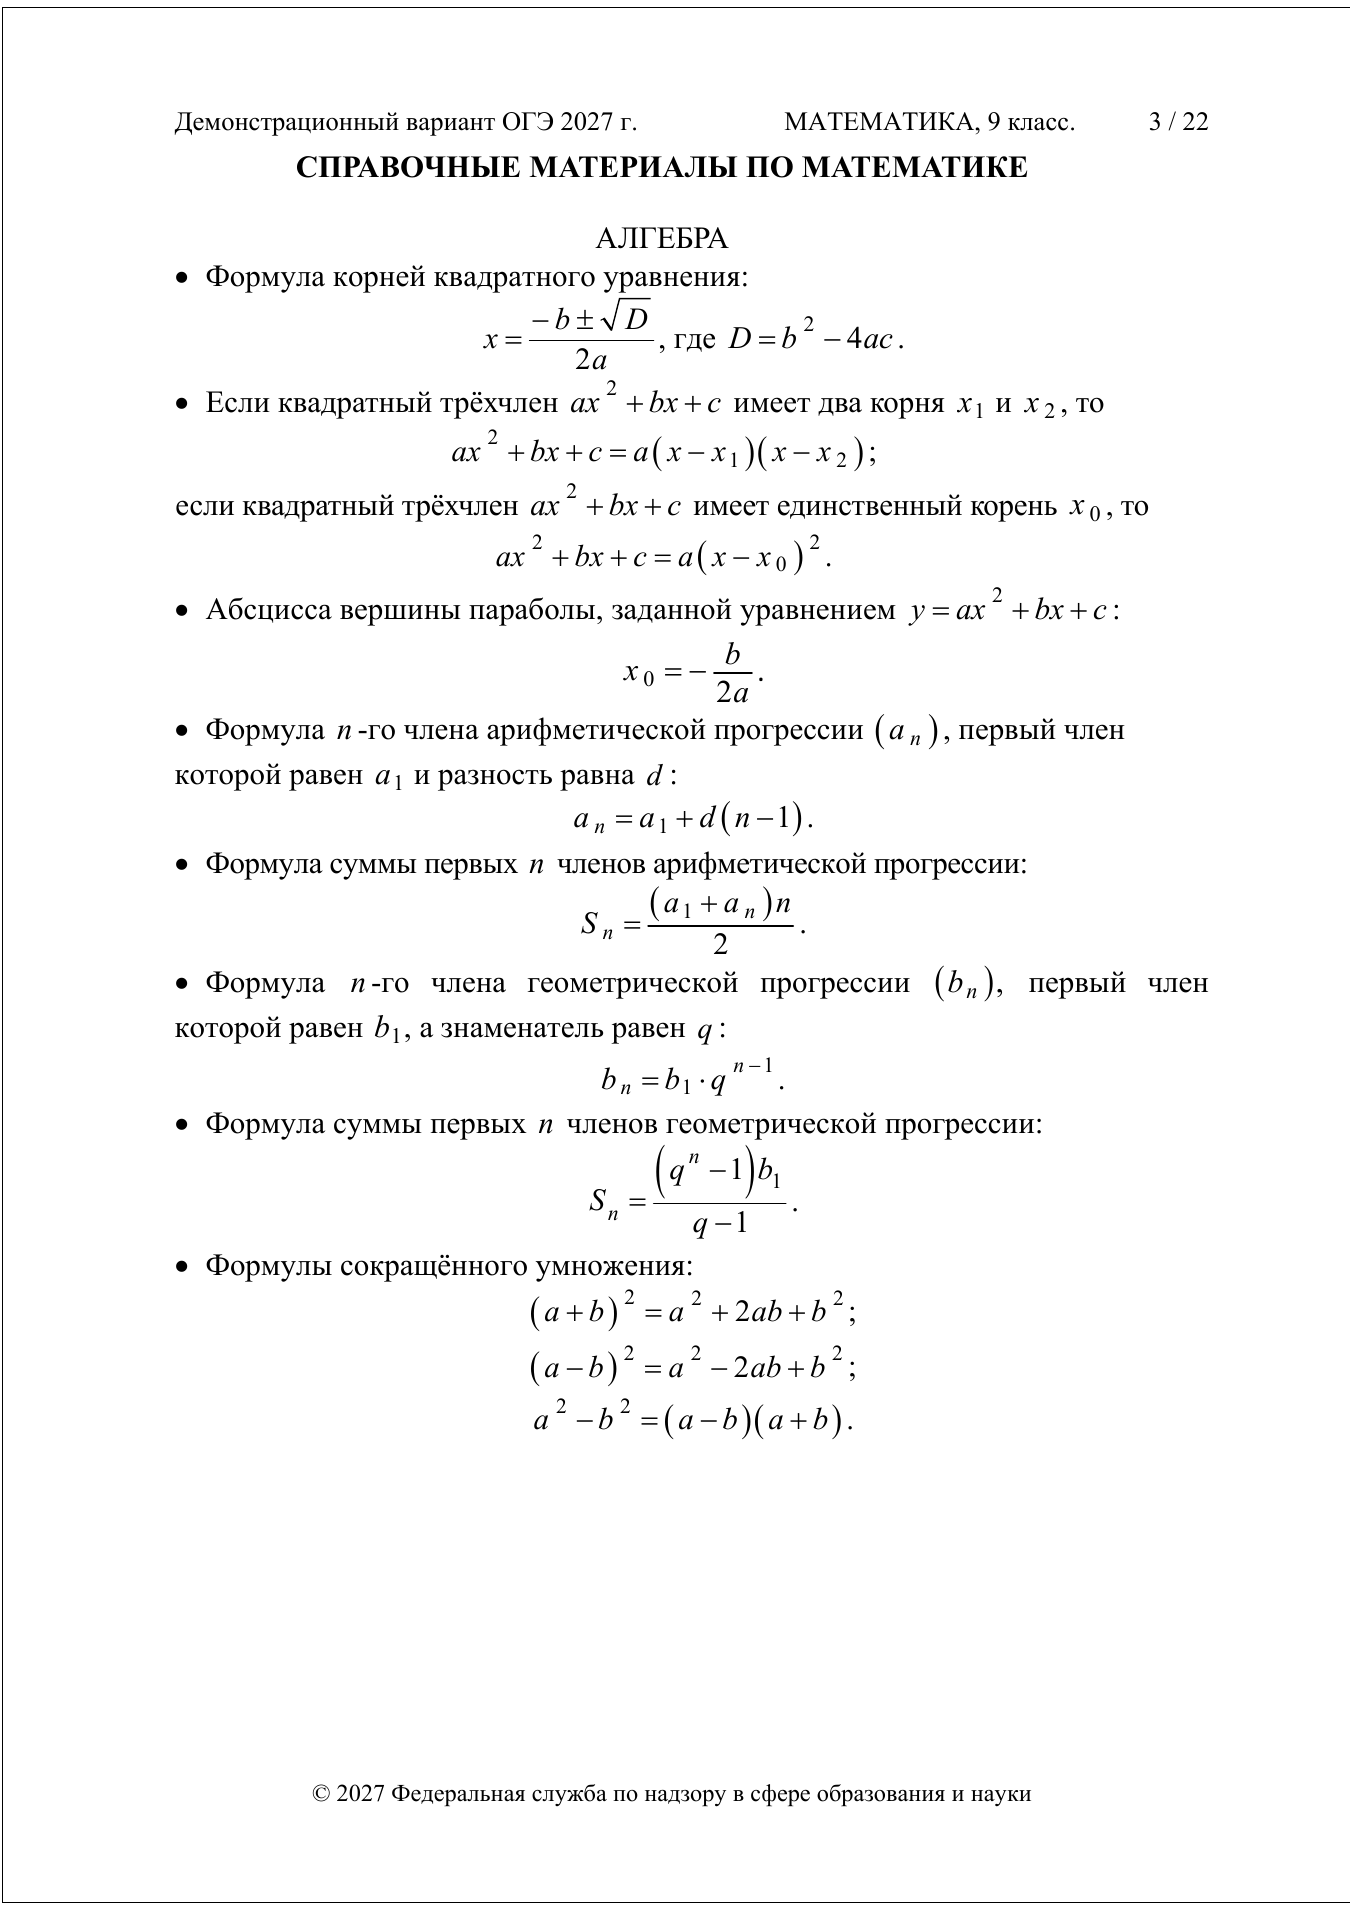 Демонстрационный вариант ОГЭ 2027 г. МАТЕМАТИКА, 9 класс. 3 / 22
СПРАВОЧНЫЕ МАТЕРИАЛЫ ПО МАТЕМАТИКЕ
АЛГЕБРА
• Формула корней квадратного уравнения:
x = (−b ± √D) / (2a), где D = b² − 4ac.
• Если квадратный трёхчлен ax² + bx + c имеет два корня x₁ и x₂, то
ax² + bx + c = a(x − x₁)(x − x₂);
если квадратный трёхчлен ax² + bx + c имеет единственный корень x₀, то
ax² + bx + c = a(x − x₀)².
• Абсцисса вершины параболы, заданной уравнением y = ax² + bx + c:
x₀ = −b / (2a).
• Формула n-го члена арифметической прогрессии (aₙ), первый член
которой равен a₁ и разность равна d:
aₙ = a₁ + d(n − 1).
• Формула суммы первых n членов арифметической прогрессии:
Sₙ = (a₁ + aₙ)n / 2.
• Формула n-го члена геометрической прогрессии (bₙ), первый член
которой равен b₁, а знаменатель равен q:
bₙ = b₁ · qⁿ⁻¹.
• Формула суммы первых n членов геометрической прогрессии:
Sₙ = (qⁿ − 1)b₁ / (q − 1).
• Формулы сокращённого умножения:
(a + b)² = a² + 2ab + b²;
(a − b)² = a² − 2ab + b²;
a² − b² = (a − b)(a + b).
© 2027 Федеральная служба по надзору в сфере образования и науки